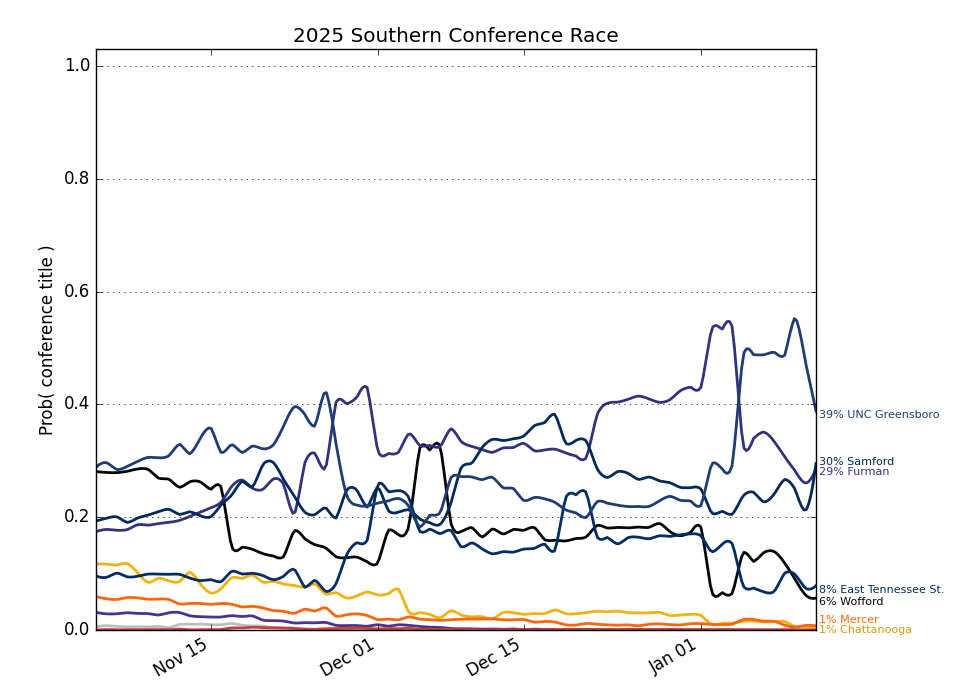 2025 Southern Conference Race
1.0
0.8
0.6
0.4
0.2
0.0
Prob( conference title )
Nov 15
Dec 01
Dec 15
Jan 01
39% UNC Greensboro
30% Samford
29% Furman
8% East Tennessee St.
6% Wofford
1% Mercer
1% Chattanooga